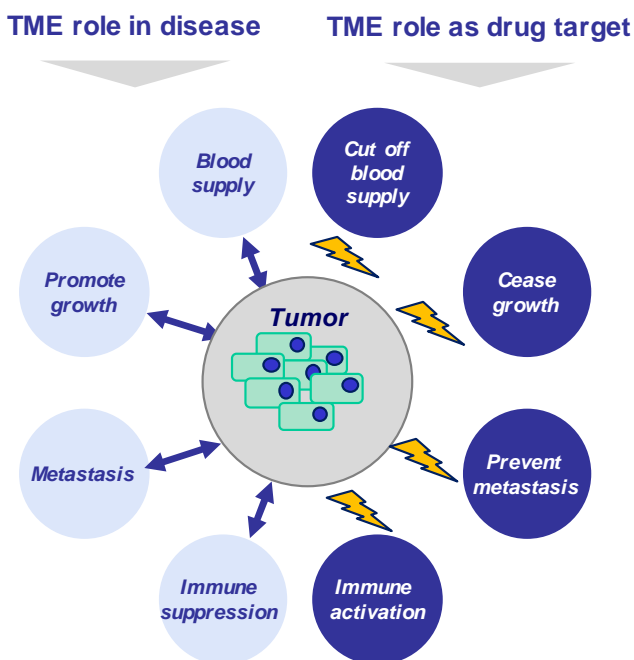 TME role in disease
TME role as drug target
Blood
supply
Cut off
blood
supply
Promote
growth
Cease
growth
Tumor
Metastasis
Prevent
metastasis
Immune
suppression
Immune
activation